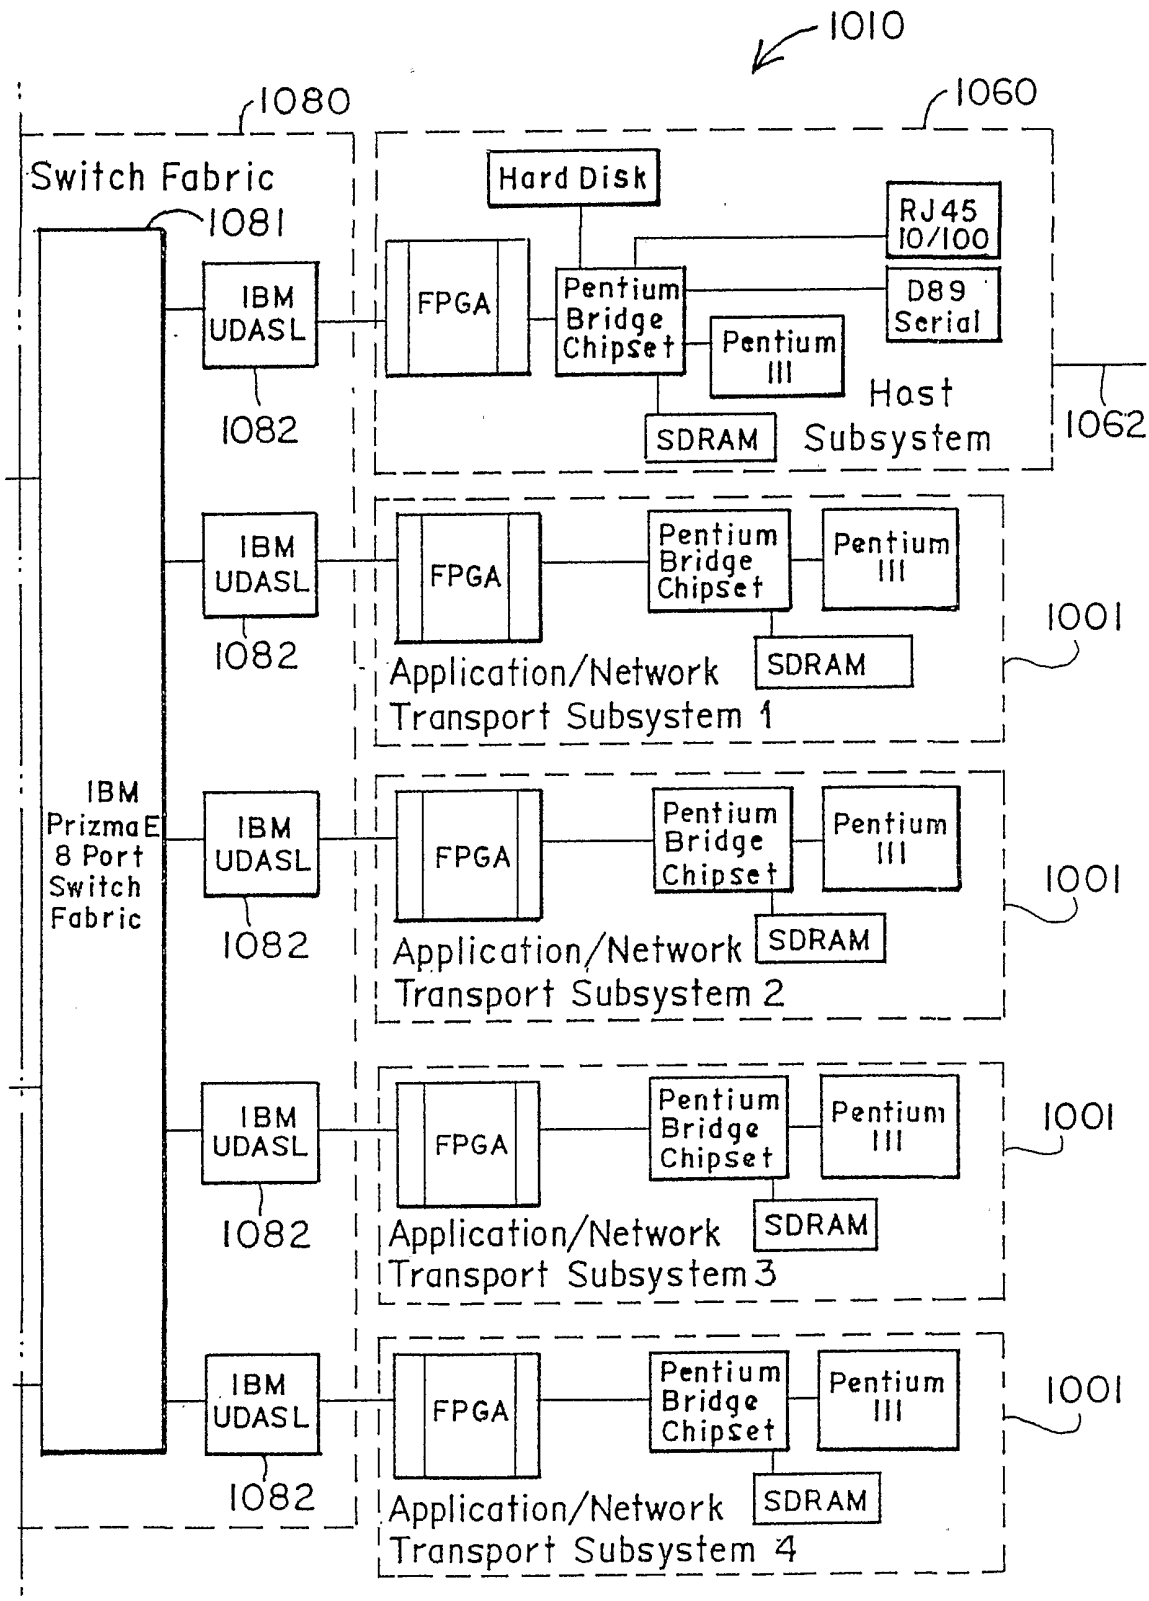 1010
1080
1060
Switch Fabric
1081
Hard Disk
RJ45
10/100
IBM
UDASL
FPGA
Pentium
Bridge
Chipset
D89
Serial
Pentium
III
1082
SDRAM
Host
Subsystem
1062
IBM
UDASL
FPGA
Pentium
Bridge
Chipset
Pentium
III
1082
SDRAM
1001
Application/Network
Transport Subsystem 1
IBM
PrizmaE
8 Port
Switch
Fabric
IBM
UDASL
FPGA
Pentium
Bridge
Chipset
Pentium
III
1082
SDRAM
1001
Application/Network
Transport Subsystem 2
IBM
UDASL
FPGA
Pentium
Bridge
Chipset
Pentium
III
1082
SDRAM
1001
Application/Network
Transport Subsystem 3
IBM
UDASL
FPGA
Pentium
Bridge
Chipset
Pentium
III
1082
SDRAM
1001
Application/Network
Transport Subsystem 4